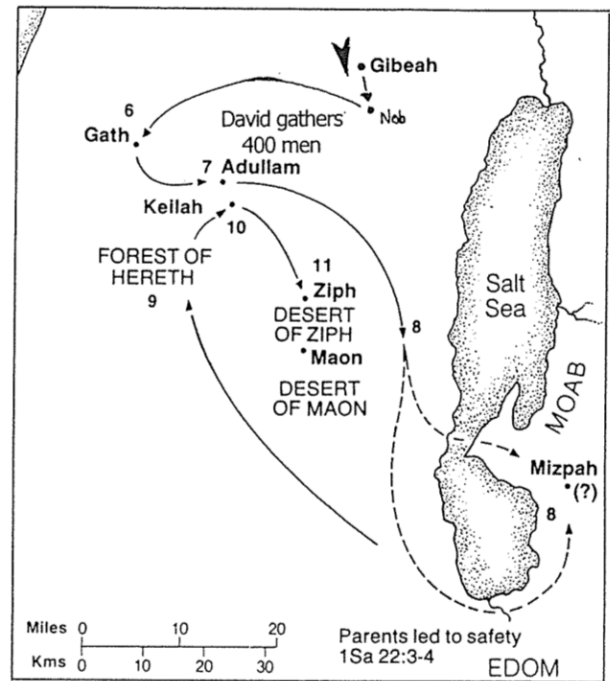 Gibeah
Nob
6
David gathers
400 men
Gath
7 Adullam
Keilah
10
FOREST OF
HERETH
9
11
Ziph
DESERT
OF ZIPH
Maon
DESERT
OF MAON
8
Salt
Sea
MOAB
Mizpah
(?)
8
Miles 0 10 20
Kms 0 10 20 30
Parents led to safety
1Sa 22:3-4
EDOM